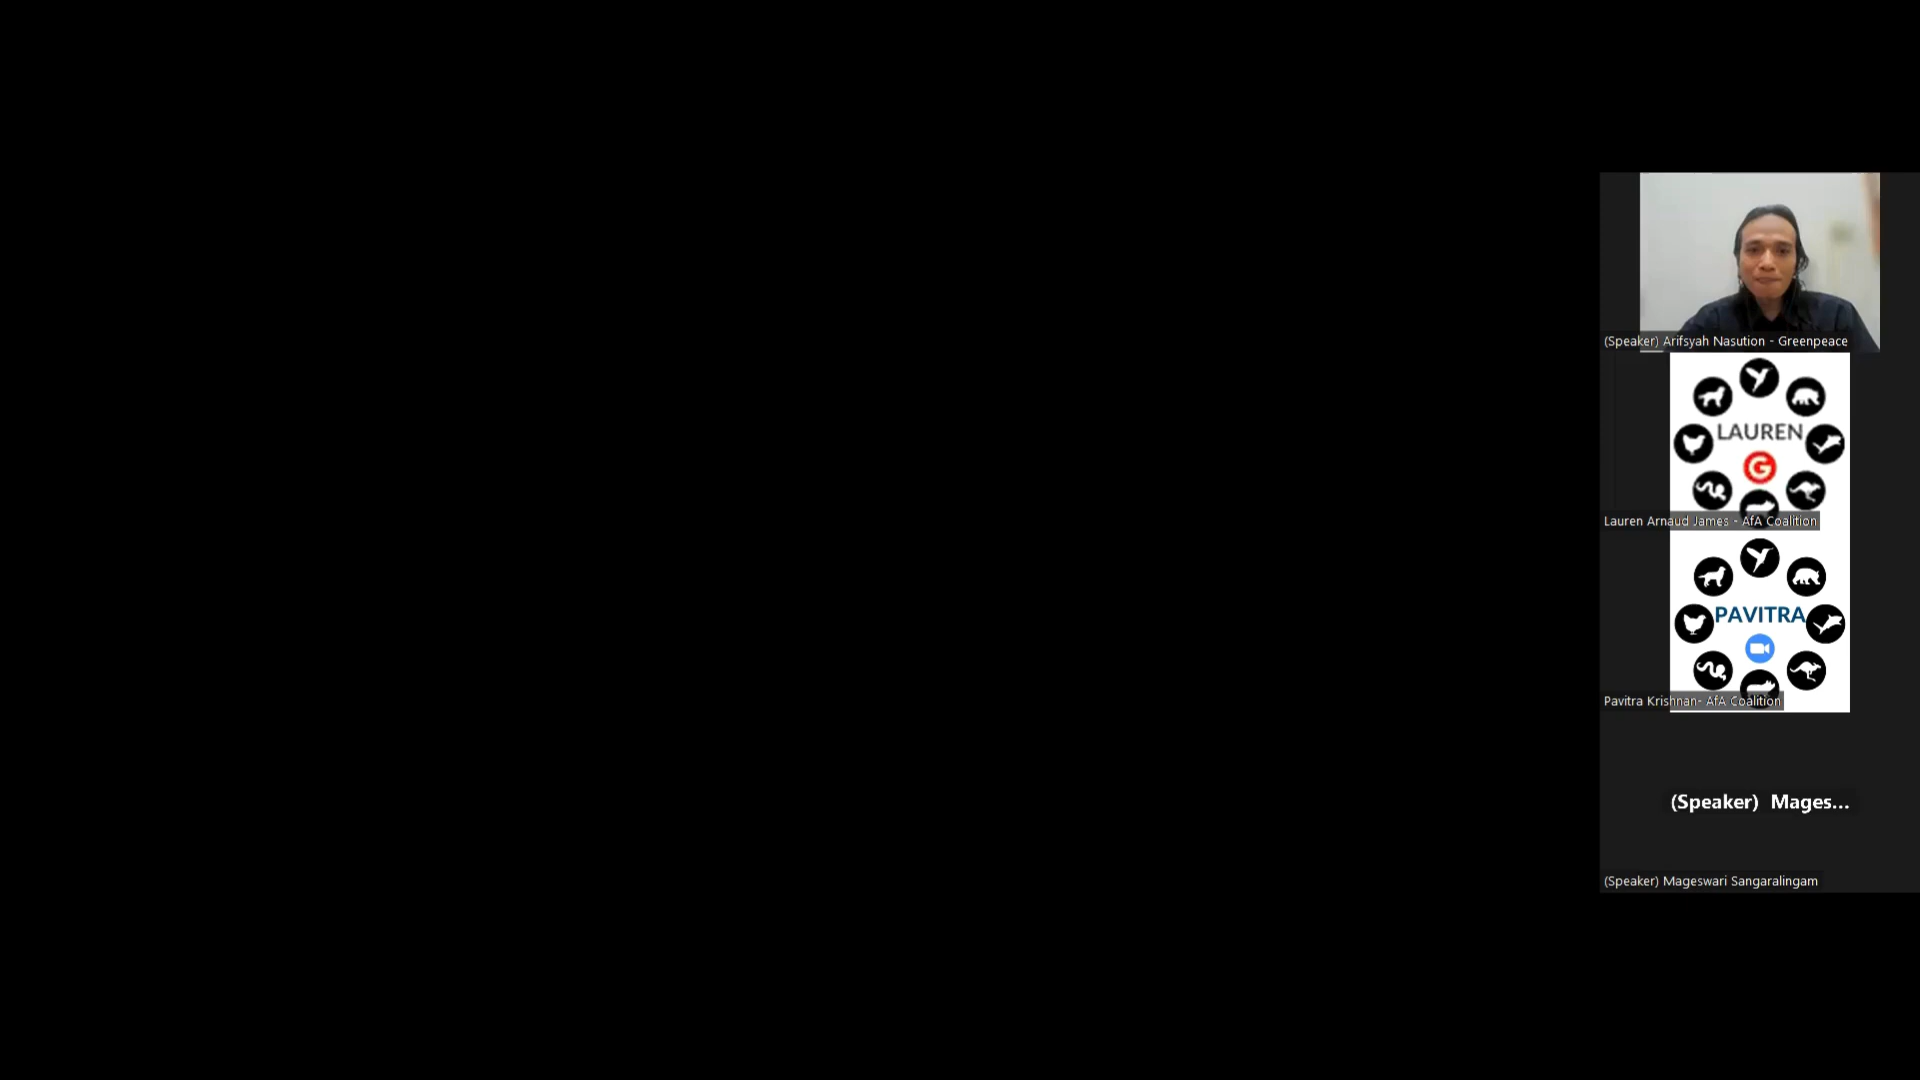 (Speaker) Arifsyah Nasution - Greenpeace
LAUREN
G
Lauren Arnaud James - AfA Coalition
PAVITRA
Pavitra Krishnan- AfA Coalition
(Speaker) Mages...
(Speaker) Mageswari Sangaralingam